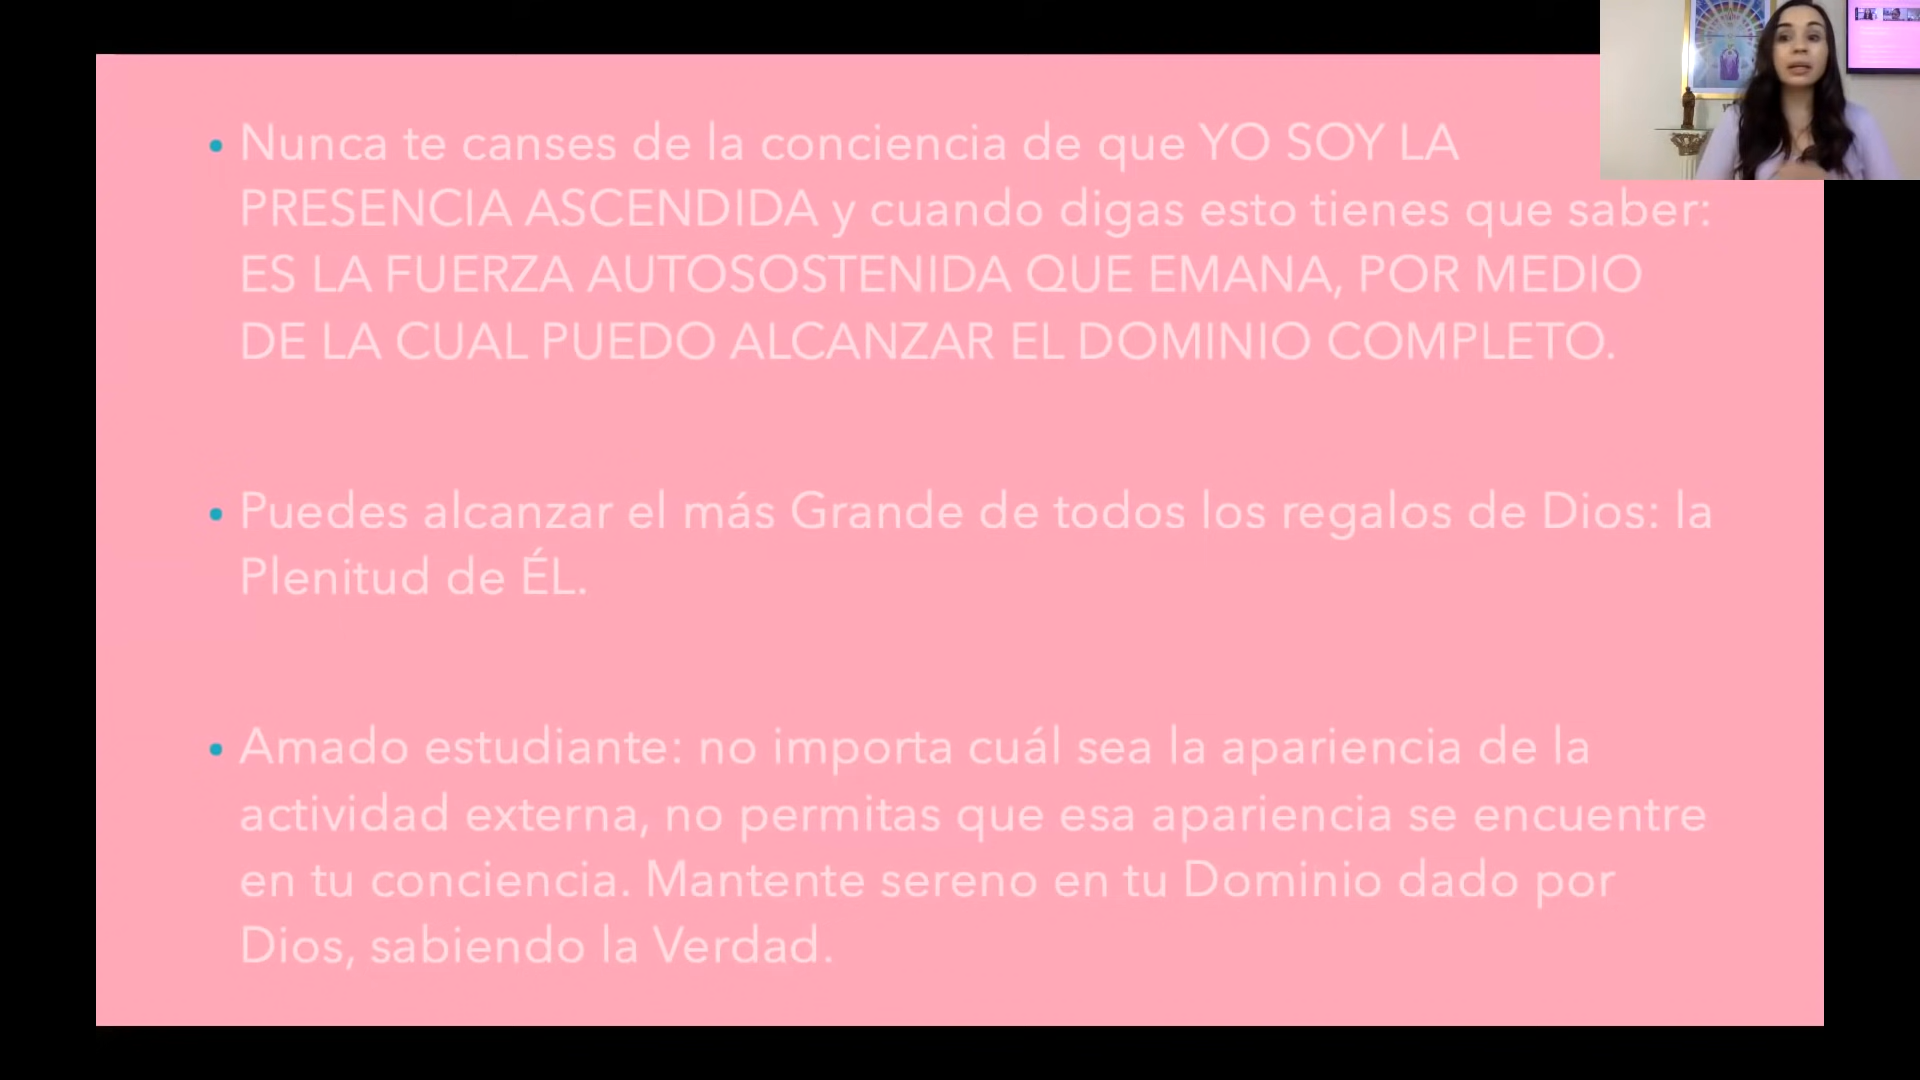 • Nunca te canses de la conciencia de que YO SOY LA
PRESENCIA ASCENDIDA y cuando digas esto tienes que saber:
ES LA FUERZA AUTOSOSTENIDA QUE EMANA, POR MEDIO
DE LA CUAL PUEDO ALCANZAR EL DOMINIO COMPLETO.
• Puedes alcanzar el más Grande de todos los regalos de Dios: la
Plenitud de ÉL.
• Amado estudiante: no importa cuál sea la apariencia de la
actividad externa, no permitas que esa apariencia se encuentre
en tu conciencia. Mantente sereno en tu Dominio dado por
Dios, sabiendo la Verdad.